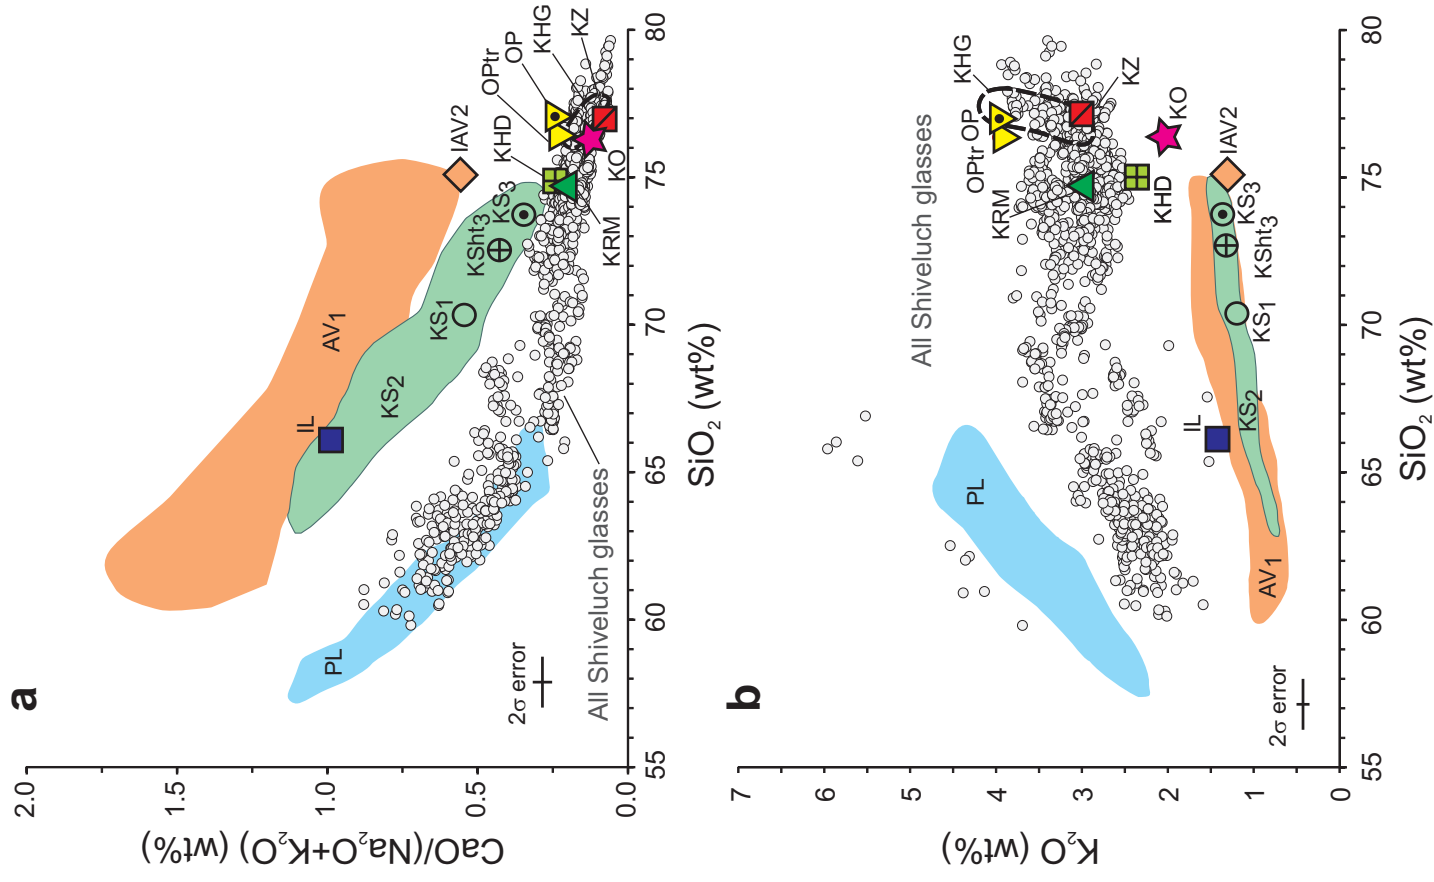 a
2.0
1.5
1.0
0.5
0.0
CaO/(Na₂O+K₂O) (wt%)
55
60
65
70
75
80
SiO₂ (wt%)
PL
2σ error
All Shiveluch glasses
IL
AV1
KS2
KS1
KSht3
KS3
IAV2
KHD
OPtr
OP
KHG
KZ
KO
KRM
b
7
6
5
4
3
2
1
0
K₂O (wt%)
55
60
65
70
75
80
SiO₂ (wt%)
2σ error
PL
AV1
IL
KS2
KS1
KSht3
KS3
IAV2
All Shiveluch glasses
KRM
OPtr
OP
KHG
KZ
KO
KHD